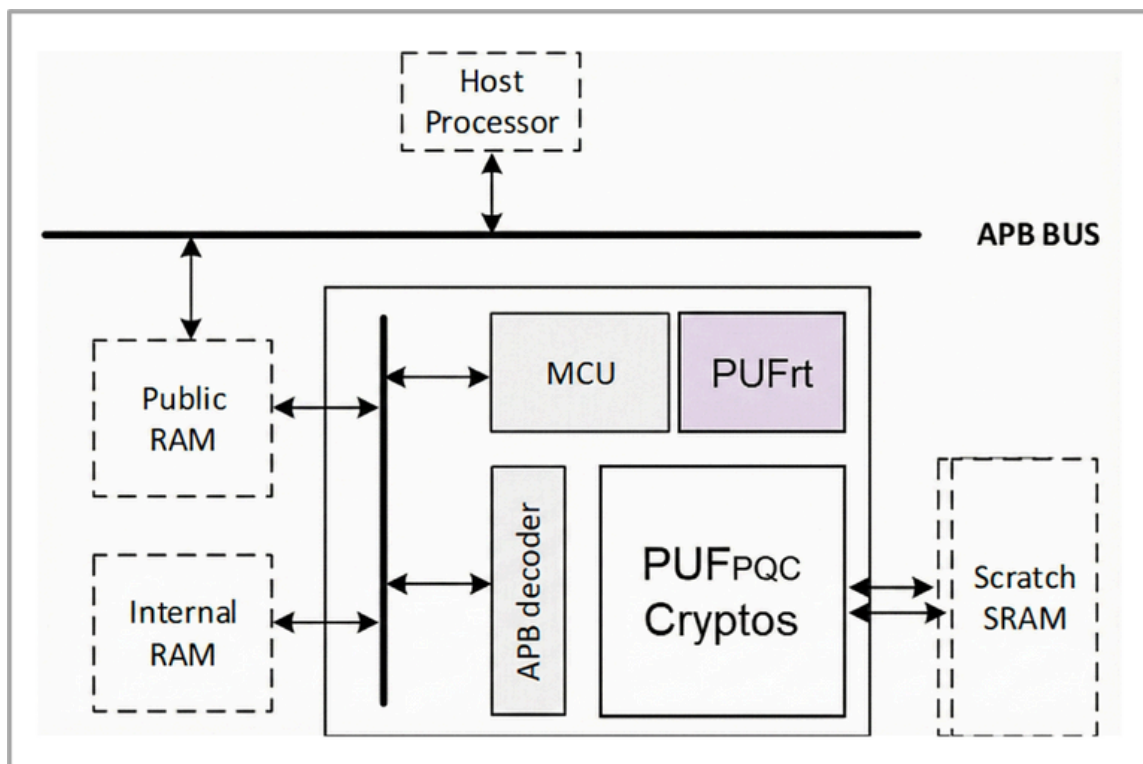 Host
Processor
APB BUS
MCU
PUFrt
Public
RAM
APB decoder
PUFPQC
Cryptos
Internal
RAM
Scratch
SRAM